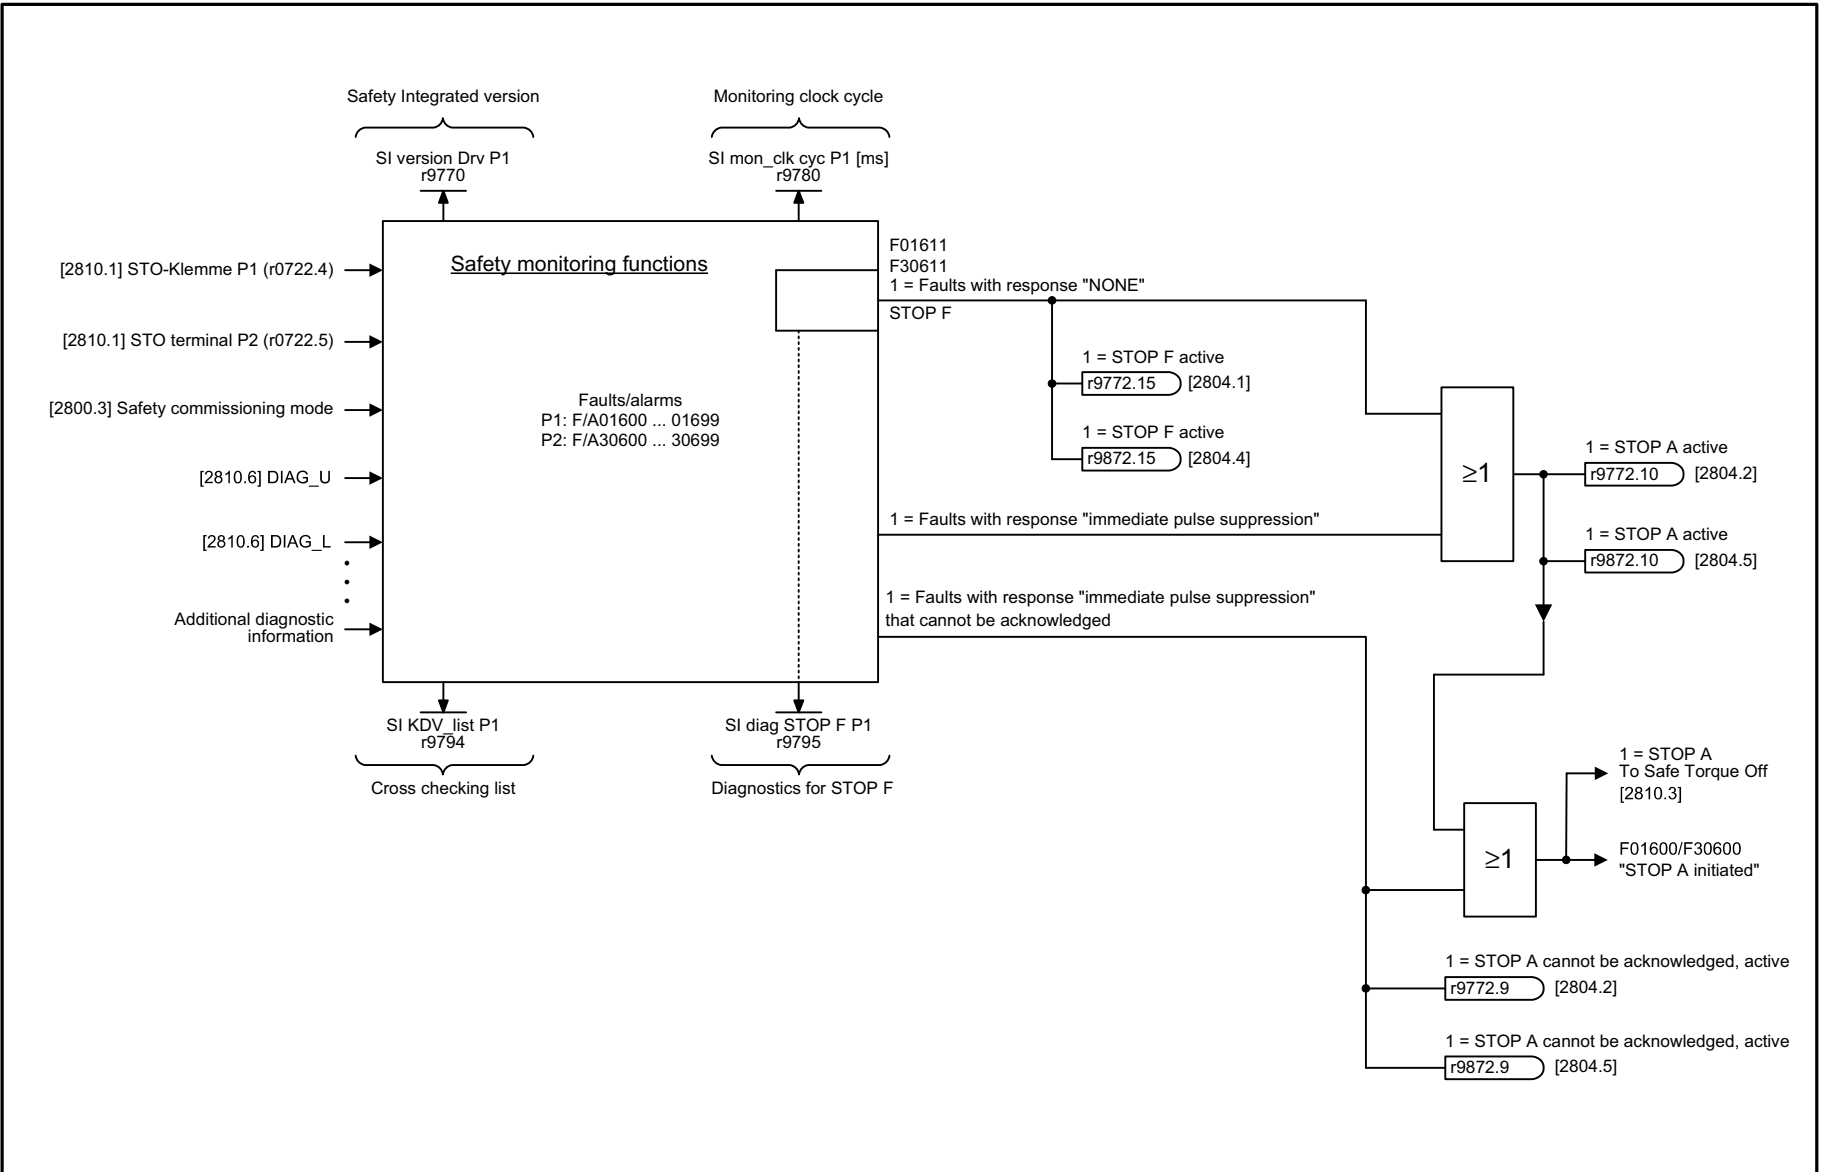 Safety Integrated version
Monitoring clock cycle
SI version Drv P1
r9770
SI mon_clk cyc P1 [ms]
r9780
[2810.1] STO-Klemme P1 (r0722.4)
[2810.1] STO terminal P2 (r0722.5)
[2800.3] Safety commissioning mode
[2810.6] DIAG_U
[2810.6] DIAG_L
Additional diagnostic
information
Safety monitoring functions
Faults/alarms
P1: F/A01600 ... 01699
P2: F/A30600 ... 30699
F01611
F30611
1 = Faults with response "NONE"
STOP F
1 = STOP F active
r9772.15 [2804.1]
1 = STOP F active
r9872.15 [2804.4]
1 = Faults with response "immediate pulse suppression"
1 = Faults with response "immediate pulse suppression"
that cannot be acknowledged
≥1
1 = STOP A active
r9772.10 [2804.2]
1 = STOP A active
r9872.10 [2804.5]
SI KDV_list P1
r9794
Cross checking list
SI diag STOP F P1
r9795
Diagnostics for STOP F
≥1
1 = STOP A
To Safe Torque Off
[2810.3]
F01600/F30600
"STOP A initiated"
1 = STOP A cannot be acknowledged, active
r9772.9 [2804.2]
1 = STOP A cannot be acknowledged, active
r9872.9 [2804.5]